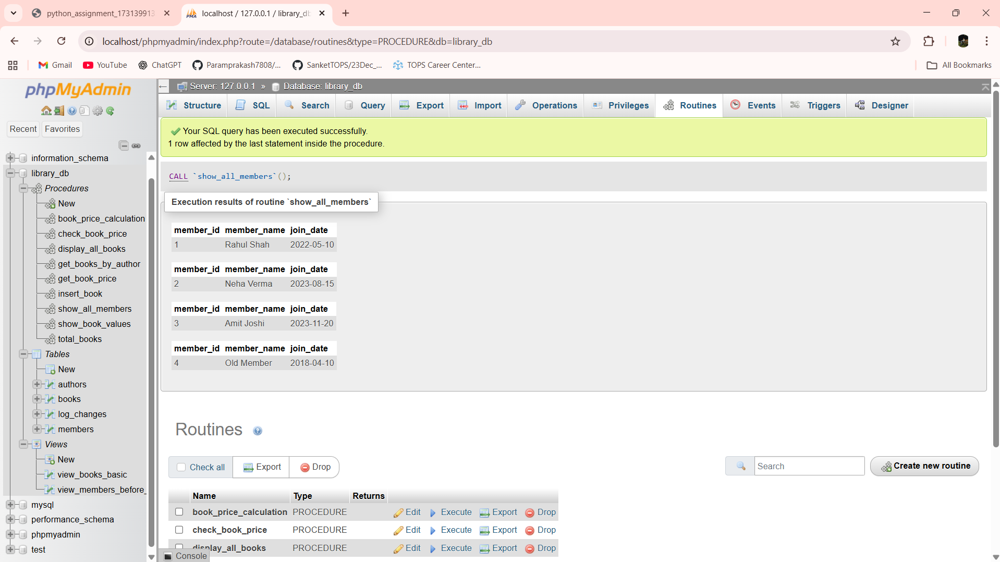 python_assignment_173139913
localhost / 127.0.0.1 / library_db
localhost/phpmyadmin/index.php?route=/database/routines&type=PROCEDURE&db=library_db
Gmail YouTube ChatGPT Paramprakash7808/... SanketTOPS/23Dec_... TOPS Career Center... All Bookmarks
phpMyAdmin
Recent Favorites
information_schema
library_db
Procedures
New
book_price_calculation
check_book_price
display_all_books
get_books_by_author
get_book_price
insert_book
show_all_members
show_book_values
total_books
Tables
New
authors
books
log_changes
members
Views
New
view_books_basic
view_members_before_
mysql
performance_schema
phpmyadmin
test
Server: 127.0.0.1 » Database: library_db
Structure SQL Search Query Export Import Operations Privileges Routines Events Triggers Designer
Your SQL query has been executed successfully.
1 row affected by the last statement inside the procedure.
CALL `show_all_members`();
Execution results of routine `show_all_members`
member_id member_name join_date
1 Rahul Shah 2022-05-10
member_id member_name join_date
2 Neha Verma 2023-08-15
member_id member_name join_date
3 Amit Joshi 2023-11-20
member_id member_name join_date
4 Old Member 2018-04-10
Routines
Check all Export Drop Search Create new routine
Name Type Returns
book_price_calculation PROCEDURE Edit Execute Export Drop
check_book_price PROCEDURE Edit Execute Export Drop
display_all_books PROCEDURE Edit Execute Export Drop
Console